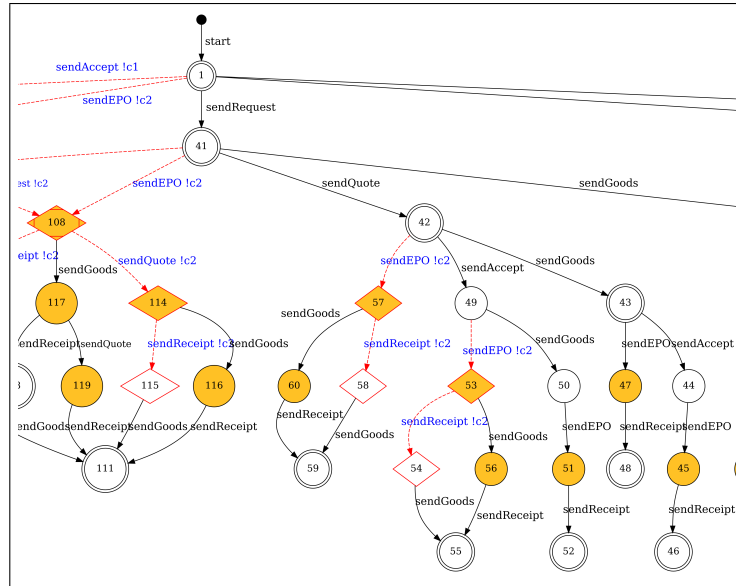 start
sendAccept !c1
1
sendEPO !c2
sendRequest
41
est !c2
sendEPO !c2
sendQuote
sendGoods
108
42
eipt !c2
sendGoods
sendQuote !c2
sendEPO !c2
sendAccept
sendGoods
117
114
57
49
43
sendGoods
endReceipt
sendQuote
sendReceipt !c2
sendGoods
sendReceipt !c2
sendEPO !c2
sendGoods
sendEPO
sendAccept
3
119
115
116
60
58
53
50
47
44
endGoods
sendReceipt
sendGoods
sendReceipt
sendReceipt
sendGoods
sendReceipt !c2
sendGoods
sendEPO
sendReceipt
sendEPO
111
59
54
56
51
48
45
sendGoods
sendReceipt
sendReceipt
sendReceipt
55
52
46